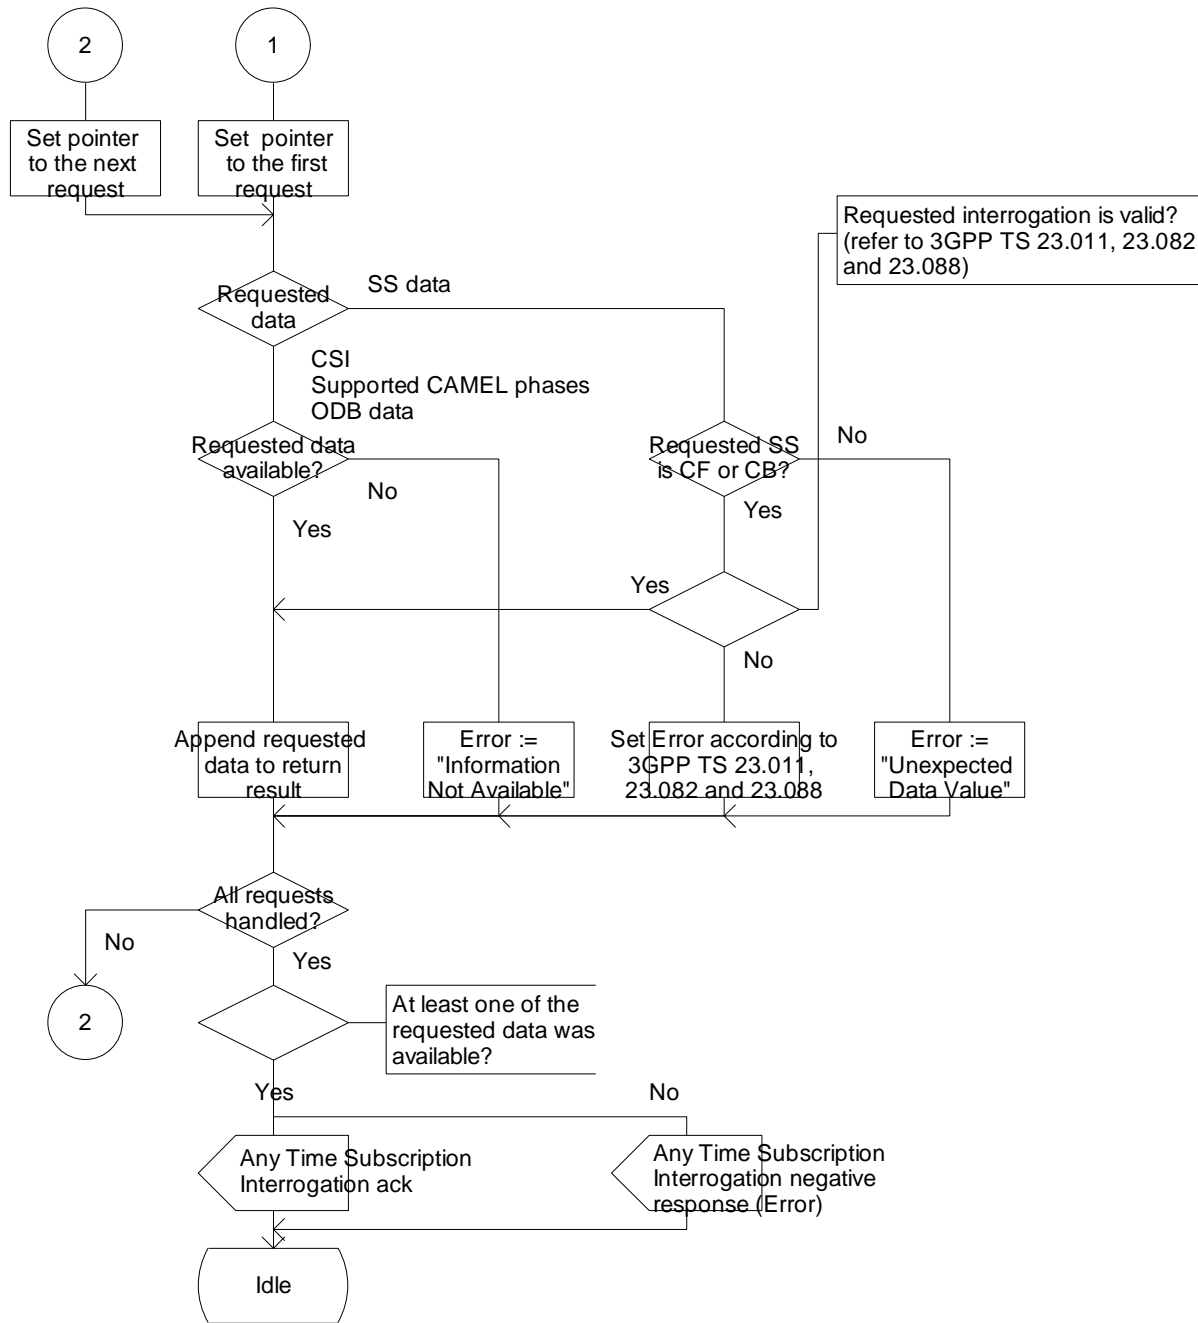 2
1
Set pointer
to the next
request
Set pointer
to the first
request
Requested interrogation is valid?
(refer to 3GPP TS 23.011, 23.082
and 23.088)
Requested
data
SS data
CSI
Supported CAMEL phases
ODB data
Requested data
available?
No
Yes
Requested SS
is CF or CB?
No
Yes
Yes
No
Append requested
data to return
result
Error :=
"Information
Not Available"
Set Error according to
3GPP TS 23.011,
23.082 and 23.088
Error :=
"Unexpected
Data Value"
All requests
handled?
No
Yes
2
At least one of the
requested data was
available?
Yes
No
Any Time Subscription
Interrogation ack
Any Time Subscription
Interrogation negative
response (Error)
Idle